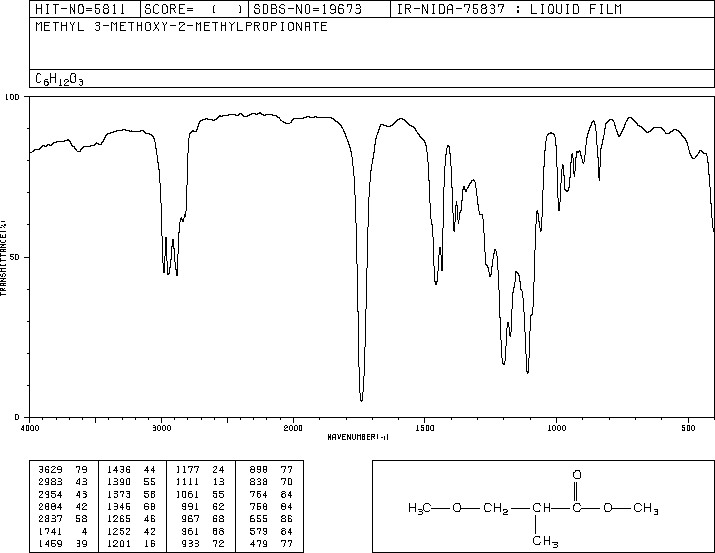 HIT-NO=5811 SCORE= ( ) SDBS-NO=19673 IR-NIDA-75837 : LIQUID FILM
METHYL 3-METHOXY-2-METHYLPROPIONATE
C6H12O3
100
50
0
TRANSMITTANCE(%)
4000 3000 2000 1500 1000 500
WAVENUMBER(-1)
3629 79 1436 44 1177 24 898 77
2983 43 1390 55 1111 13 838 70
2954 43 1373 58 1061 55 764 84
2884 42 1346 68 991 62 760 84
2837 58 1265 46 967 68 655 86
1741 4 1252 42 961 68 579 84
1459 39 1201 16 933 72 479 77
O
H3C O CH2 CH C O CH3
CH3